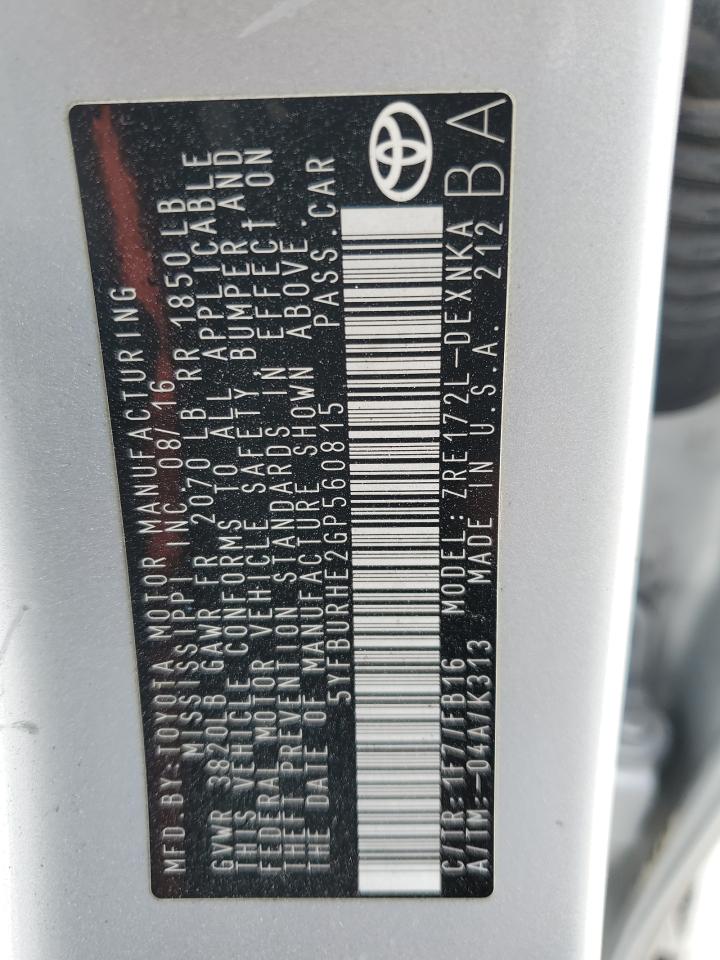 MFD BY: TOYOTA MOTOR MANUFACTURING
MISSISSIPPI INC 08/16
GVWR 3820LB GAWR FR 2070LB RR 1850LB
THIS VEHICLE CONFORMS TO ALL APPLICABLE
FEDERAL MOTOR VEHICLE SAFETY, BUMPER AND
THEFT PREVENTION STANDARDS IN EFFECT ON
THE DATE OF MANUFACTURE SHOWN ABOVE.
5YFBURHE2GP560815 PASS.CAR
C/TR:1F7/FB16 MODEL:ZRE172L-DEXNKA
A/TM:-04A/K313 MADE IN U.S.A. 212 BA